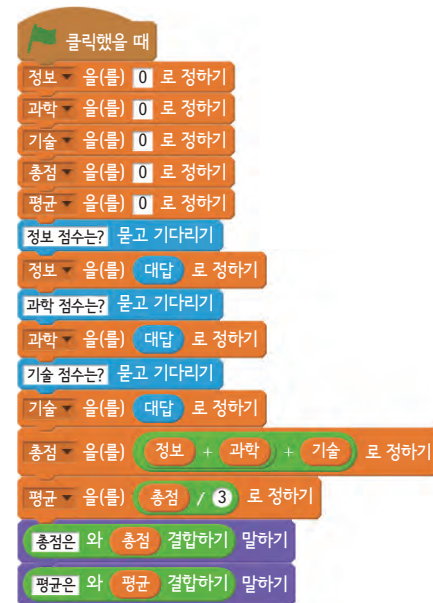 클릭했을 때
정보 을(를) 0 로 정하기
과학 을(를) 0 로 정하기
기술 을(를) 0 로 정하기
총점 을(를) 0 로 정하기
평균 을(를) 0 로 정하기
정보 점수는? 묻고 기다리기
정보 을(를) 대답 로 정하기
과학 점수는? 묻고 기다리기
과학 을(를) 대답 로 정하기
기술 점수는? 묻고 기다리기
기술 을(를) 대답 로 정하기
총점 을(를) 정보 + 과학 + 기술 로 정하기
평균 을(를) 총점 / 3 로 정하기
총점은 와 총점 결합하기 말하기
평균은 와 평균 결합하기 말하기